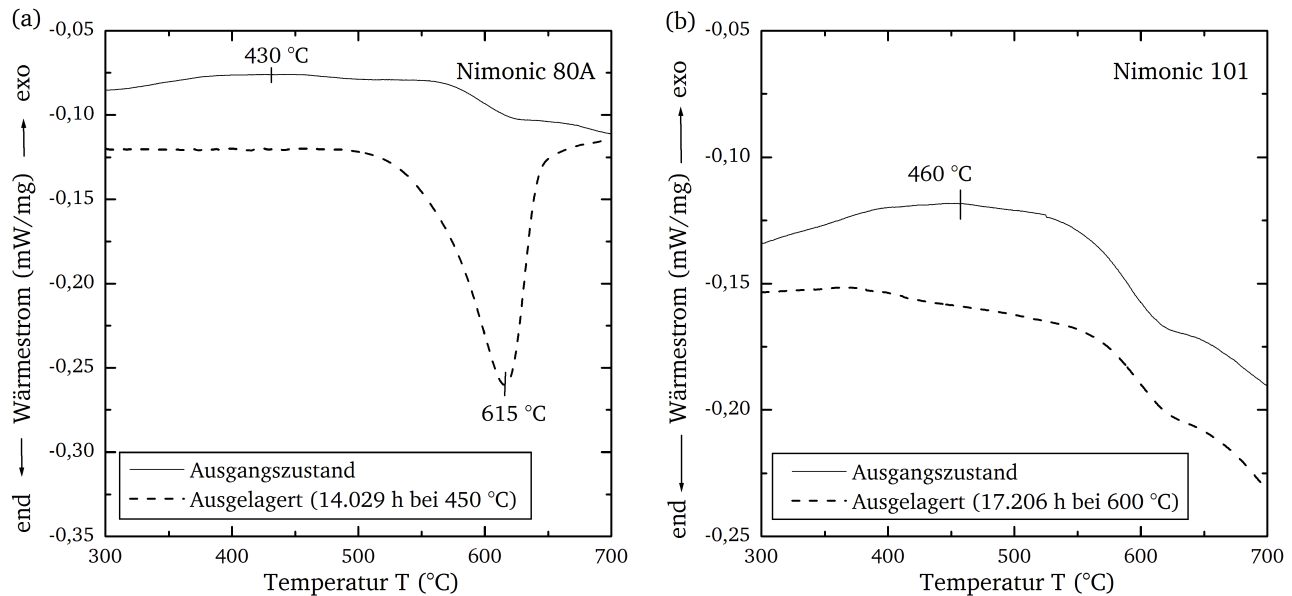 (a)
-0,05
-0,10
-0,15
-0,20
-0,25
-0,30
-0,35
end Wärmestrom (mW/mg) exo
430 °C
Nimonic 80A
615 °C
Ausgangszustand
Ausgelagert (14.029 h bei 450 °C)
300 400 500 600 700
Temperatur T (°C)
(b)
-0,05
-0,10
-0,15
-0,20
-0,25
end Wärmestrom (mW/mg) exo
Nimonic 101
460 °C
Ausgangszustand
Ausgelagert (17.206 h bei 600 °C)
300 400 500 600 700
Temperatur T (°C)